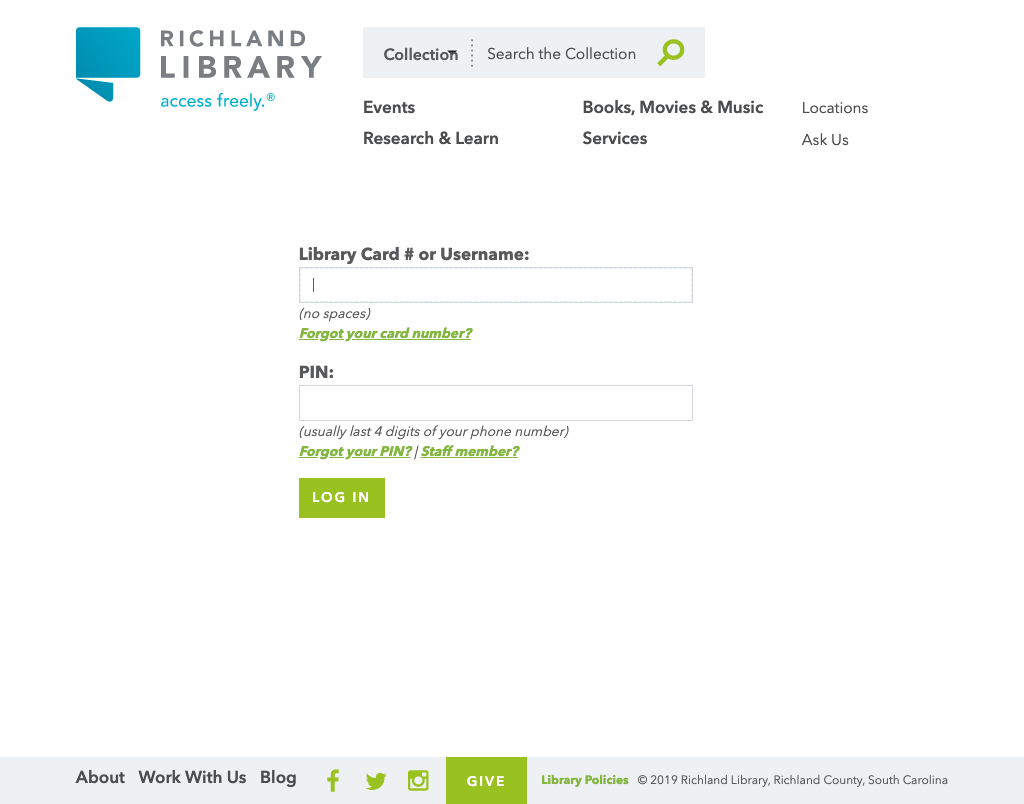 RICHLAND
LIBRARY
access freely.®
Collection
Search the Collection
Events
Books, Movies & Music
Locations
Research & Learn
Services
Ask Us
Library Card # or Username:
(no spaces)
Forgot your card number?
PIN:
(usually last 4 digits of your phone number)
Forgot your PIN? | Staff member?
LOG IN
About Work With Us Blog
GIVE
Library Policies © 2019 Richland Library, Richland County, South Carolina